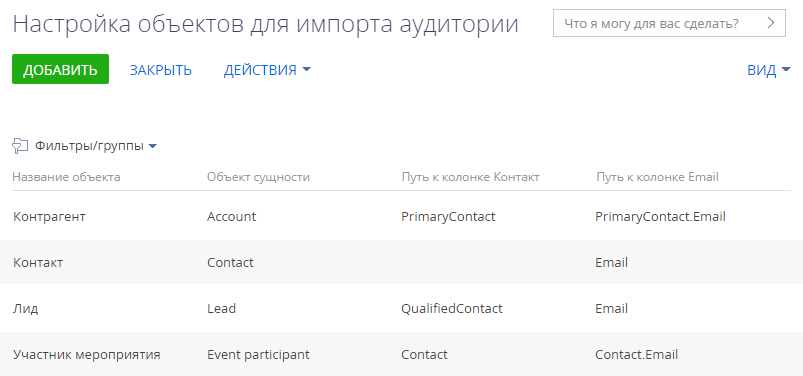 Настройка объектов для импорта аудитории
Что я могу для вас сделать?
ДОБАВИТЬ ЗАКРЫТЬ ДЕЙСТВИЯ ВИД
Фильтры/группы
Название объекта Объект сущности Путь к колонке Контакт Путь к колонке Email
Контрагент Account PrimaryContact PrimaryContact.Email
Контакт Contact Email
Лид Lead QualifiedContact Email
Участник мероприятия Event participant Contact Contact.Email